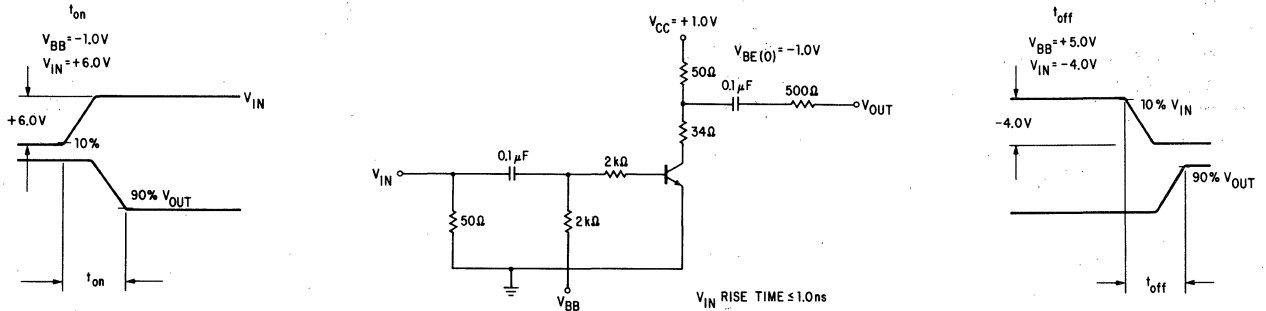 t_on
V_BB = -1.0V
V_IN = +6.0V
V_IN
+6.0V
10%
90% V_OUT
t_on
V_CC = +1.0V
V_BE(O) = -1.0V
50Ω
0.1 µF
500Ω
V_OUT
34Ω
0.1 µF
2kΩ
V_IN
50Ω
2kΩ
V_BB
V_IN RISE TIME ≤ 1.0 ns
t_off
V_BB = +5.0V
V_IN = -4.0V
10% V_IN
-4.0V
90% V_OUT
t_off